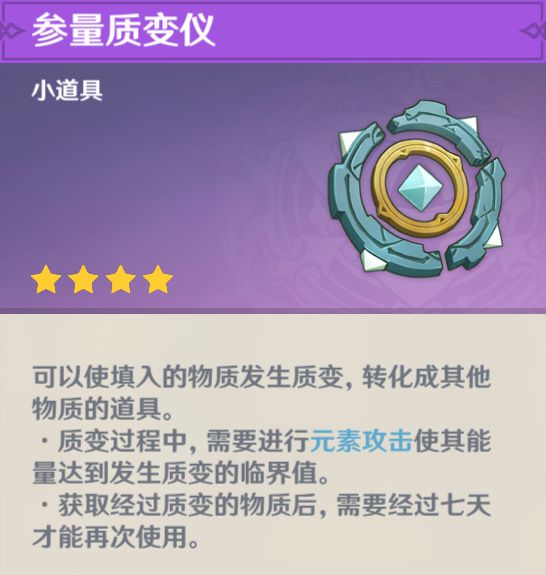 参量质变仪
小道具
可以使填入的物质发生质变，转化成其他
物质的道具。
·质变过程中，需要进行元素攻击使其能
量达到发生质变的临界值。
·获取经过质变的物质后，需要经过七天
才能再次使用。